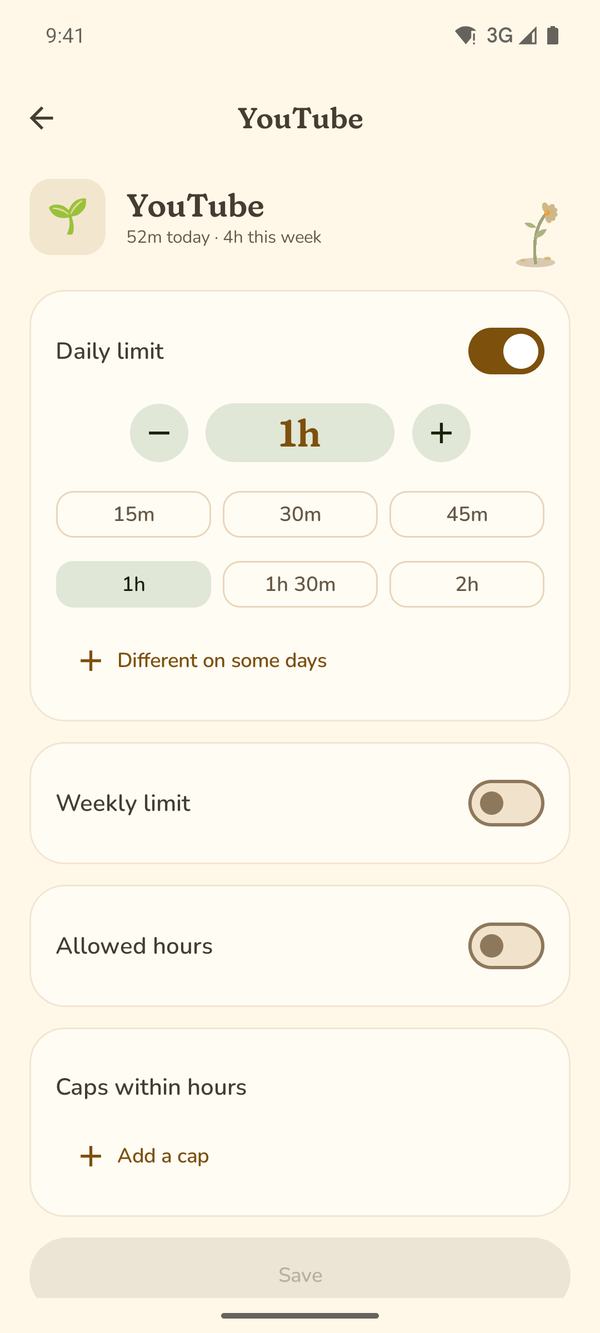 9:41
3G
YouTube
YouTube
52m today · 4h this week
Daily limit
1h
15m
30m
45m
1h
1h 30m
2h
Different on some days
Weekly limit
Allowed hours
Caps within hours
Add a cap
Save